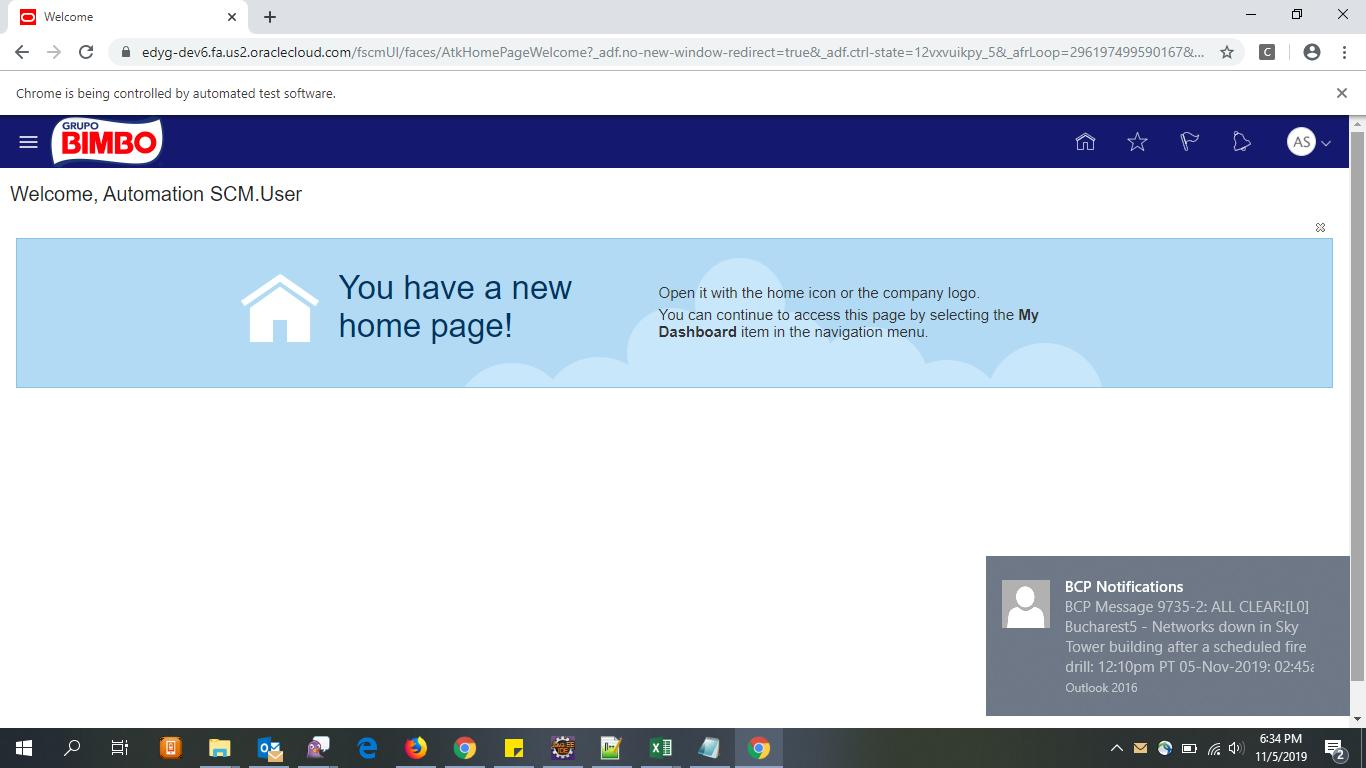 Welcome
edyg-dev6.fa.us2.oraclecloud.com/fscmUI/faces/AtkHomePageWelcome?_adf.no-new-window-redirect=true&_adf.ctrl-state=12vxvuikpy_5&_afrLoop=296197499590167&...
C
Chrome is being controlled by automated test software.
GRUPO
BIMBO
AS
Welcome, Automation SCM.User
You have a new
home page!
Open it with the home icon or the company logo.
You can continue to access this page by selecting the My
Dashboard item in the navigation menu.
BCP Notifications
BCP Message 9735-2: ALL CLEAR:[L0]
Bucharest5 - Networks down in Sky
Tower building after a scheduled fire
drill: 12:10pm PT 05-Nov-2019: 02:45a
Outlook 2016
6:34 PM
11/5/2019
2